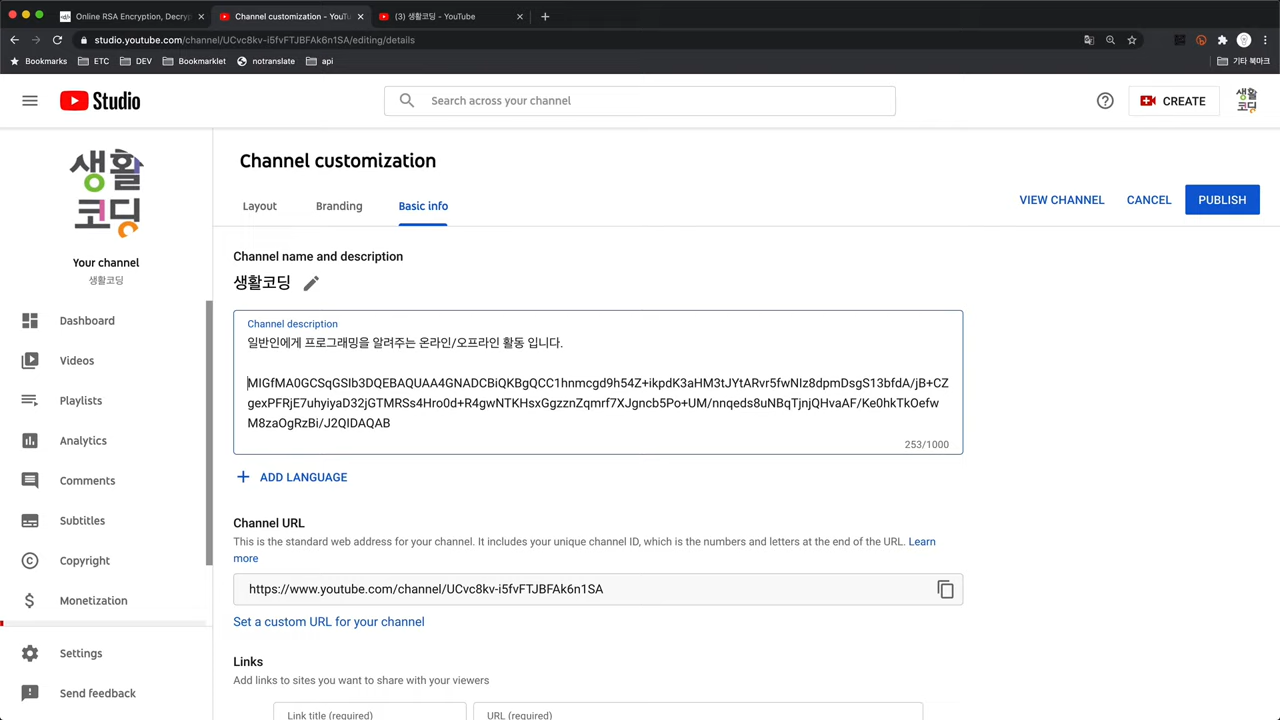 Online RSA Encryption, Decryp
Channel customization - YouTu
(3) 생활코딩 - YouTube
studio.youtube.com/channel/UCvc8kv-i5fvFTJBFAk6n1SA/editing/details
Bookmarks
ETC
DEV
Bookmarklet
notranslate
api
기타 북마크
Studio
Search across your channel
CREATE
생활
코딩
생활
코딩
Your channel
생활코딩
Dashboard
Videos
Playlists
Analytics
Comments
Subtitles
Copyright
Monetization
Settings
Send feedback
Channel customization
Layout
Branding
Basic info
VIEW CHANNEL
CANCEL
PUBLISH
Channel name and description
생활코딩
Channel description
일반인에게 프로그래밍을 알려주는 온라인/오프라인 활동 입니다.
MIGfMA0GCSqGSIb3DQEBAQUAA4GNADCBiQKBgQCC1hnmcgd9h54Z+ikpdK3aHM3tJYtARvr5fwNIz8dpmDsgS13bfdA/jB+CZ
gexPFRjE7uhyiyaD32jGTMRSs4Hro0d+R4gwNTKHsxGgzznZqmrf7XJgncb5Po+UM/nnqeds8uNBqTjnjQHvaAF/Ke0hkTkOefw
M8zaOgRzBi/J2QIDAQAB
253/1000
ADD LANGUAGE
Channel URL
This is the standard web address for your channel. It includes your unique channel ID, which is the numbers and letters at the end of the URL. Learn
more
https://www.youtube.com/channel/UCvc8kv-i5fvFTJBFAk6n1SA
Set a custom URL for your channel
Links
Add links to sites you want to share with your viewers
Link title (required)
URL (required)